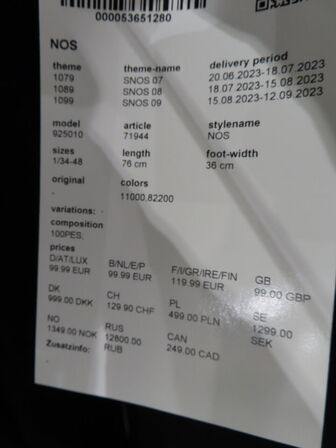 000053651280
NOS
theme theme-name delivery period
1079 SNOS 07 20.06.2023-18.07.2023
1089 SNOS 08 18.07.2023-15.08.2023
1099 SNOS 09 15.08.2023-12.09.2023
model article stylename
925010 71944 NOS
sizes length foot-width
1/34-48 76 cm 36 cm
original colors
- 11000,82200
variations: -
composition
100PES;
prices
D/AT/LUX B/NL/E/P F/I/GR/IRE/FIN GB
99.99 EUR 99.99 EUR 119.99 EUR 99.00 GBP
DK CH PL SE
999.00 DKK 129.90 CHF 499.00 PLN 1299.00 SEK
NO RUS CAN
1349.00 NOK 12800.00 RUB 249.00 CAD
Zusatzinfo: